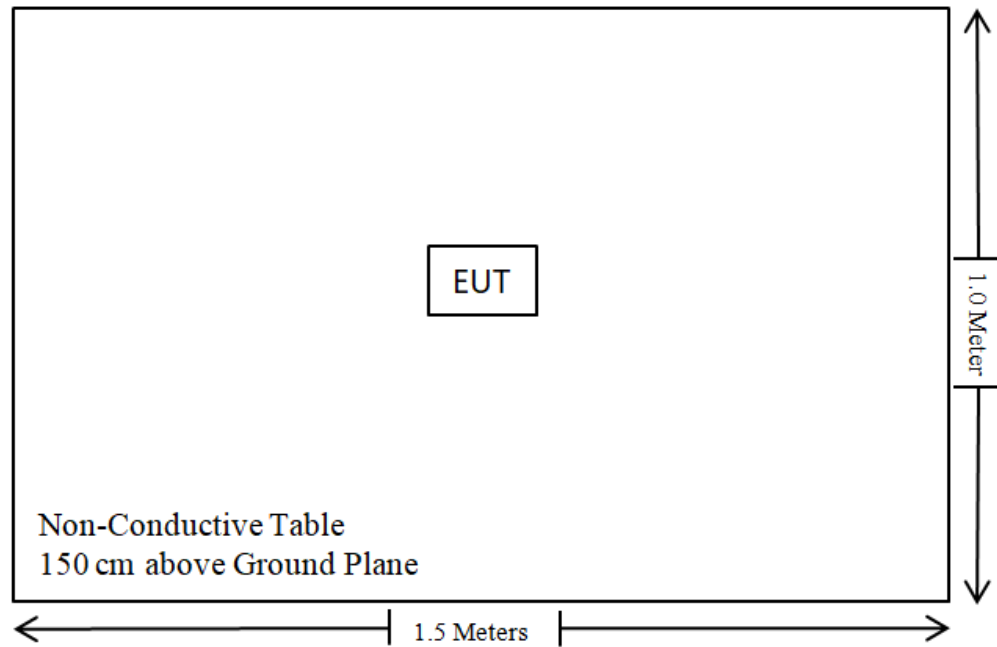 EUT
1.0 Meter
Non-Conductive Table
150 cm above Ground Plane
1.5 Meters